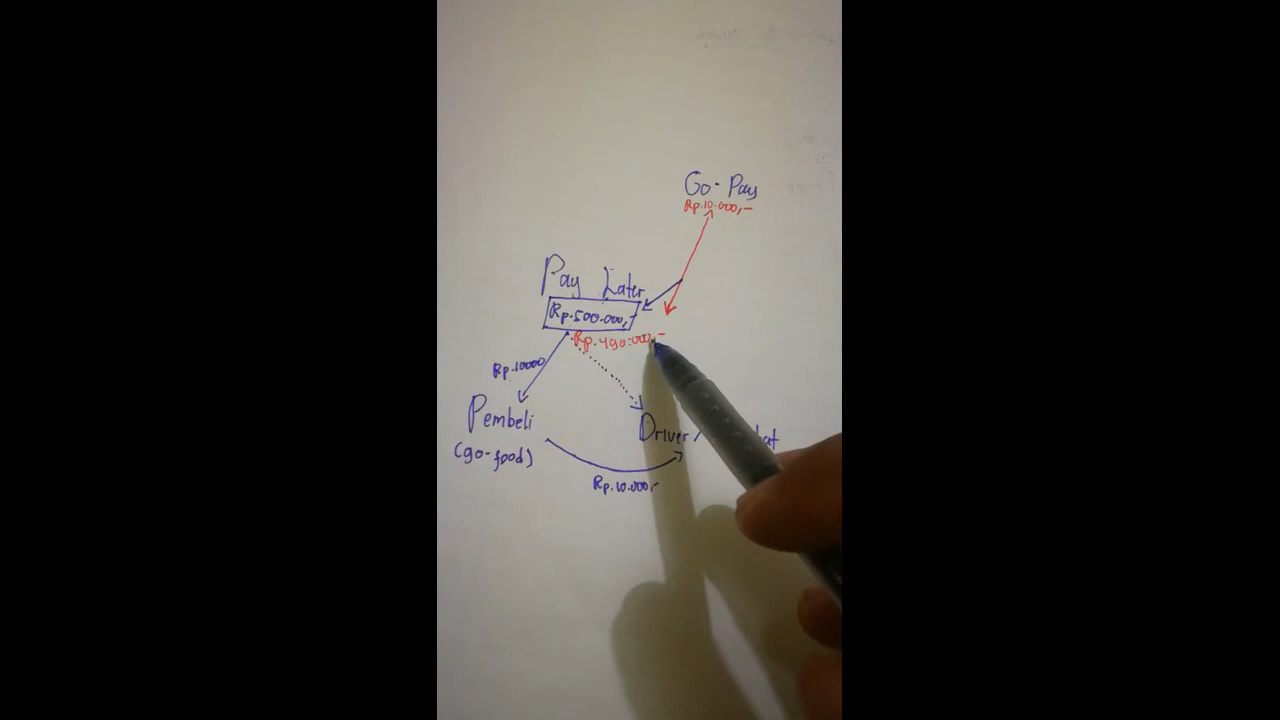 Go-Pay
Rp.10.000,-
Pay Later
Rp.500.000,-
Rp.490.000,-
Rp.10000
Pembeli
(go-food)
Driver/
Rp.10.000,-